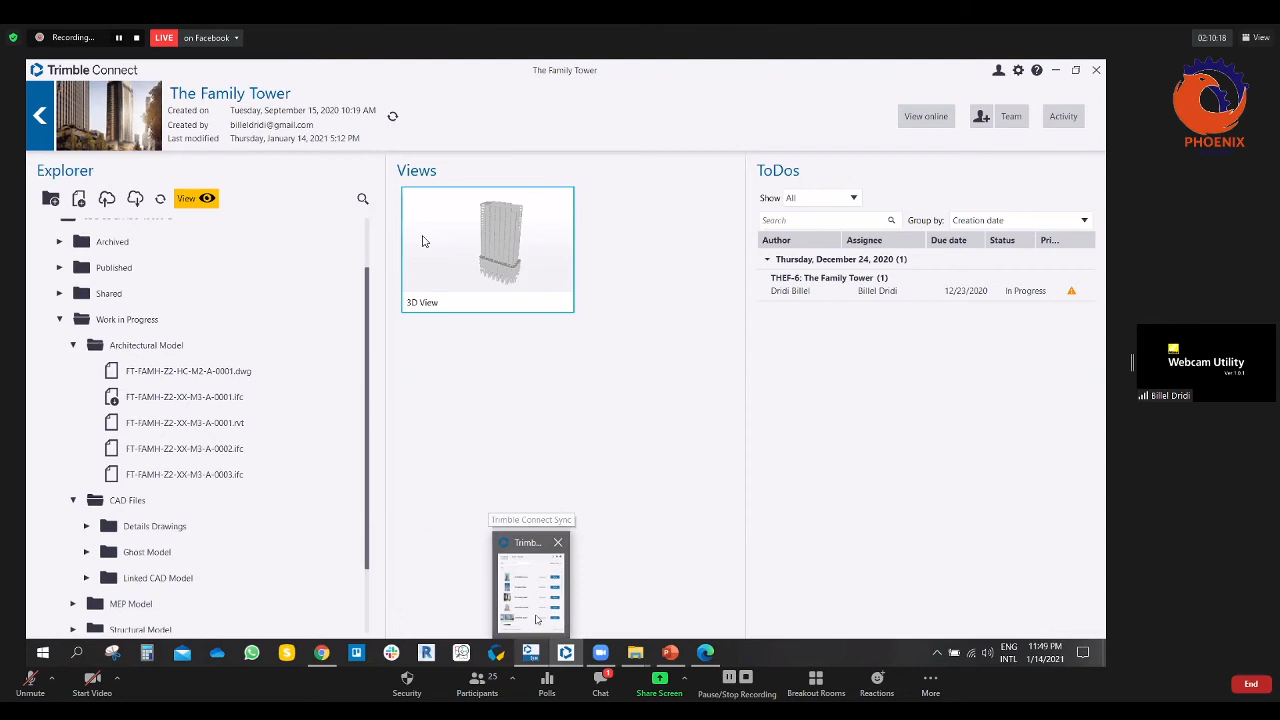 Recording...
LIVE on Facebook
02:10:18
View
Trimble Connect
The Family Tower
The Family Tower
Created on Tuesday, September 15, 2020 10:19 AM
Created by billeldridi@gmail.com
Last modified Thursday, January 14, 2021 5:12 PM
View online
Team
Activity
PHOENIX
Explorer
View
Archived
Published
Shared
Work in Progress
Architectural Model
FT-FAMH-Z2-HC-M2-A-0001.dwg
FT-FAMH-Z2-XX-M3-A-0001.ifc
FT-FAMH-Z2-XX-M3-A-0001.rvt
FT-FAMH-Z2-XX-M3-A-0002.ifc
FT-FAMH-Z2-XX-M3-A-0003.ifc
CAD Files
Details Drawings
Ghost Model
Linked CAD Model
MEP Model
Structural Model
Views
3D View
Trimble Connect Sync
Trimb...
ToDos
Show All
Search
Group by: Creation date
Author Assignee Due date Status Pri...
Thursday, December 24, 2020 (1)
THEF-6: The Family Tower (1)
Dridi Billel Billel Dridi 12/23/2020 In Progress
Webcam Utility
Ver 1.0.1
Billel Dridi
ENG
INTL
11:49 PM
1/14/2021
Unmute
Start Video
Security
Participants 25
Polls
Chat 1
Share Screen
Pause/Stop Recording
Breakout Rooms
Reactions
More
End